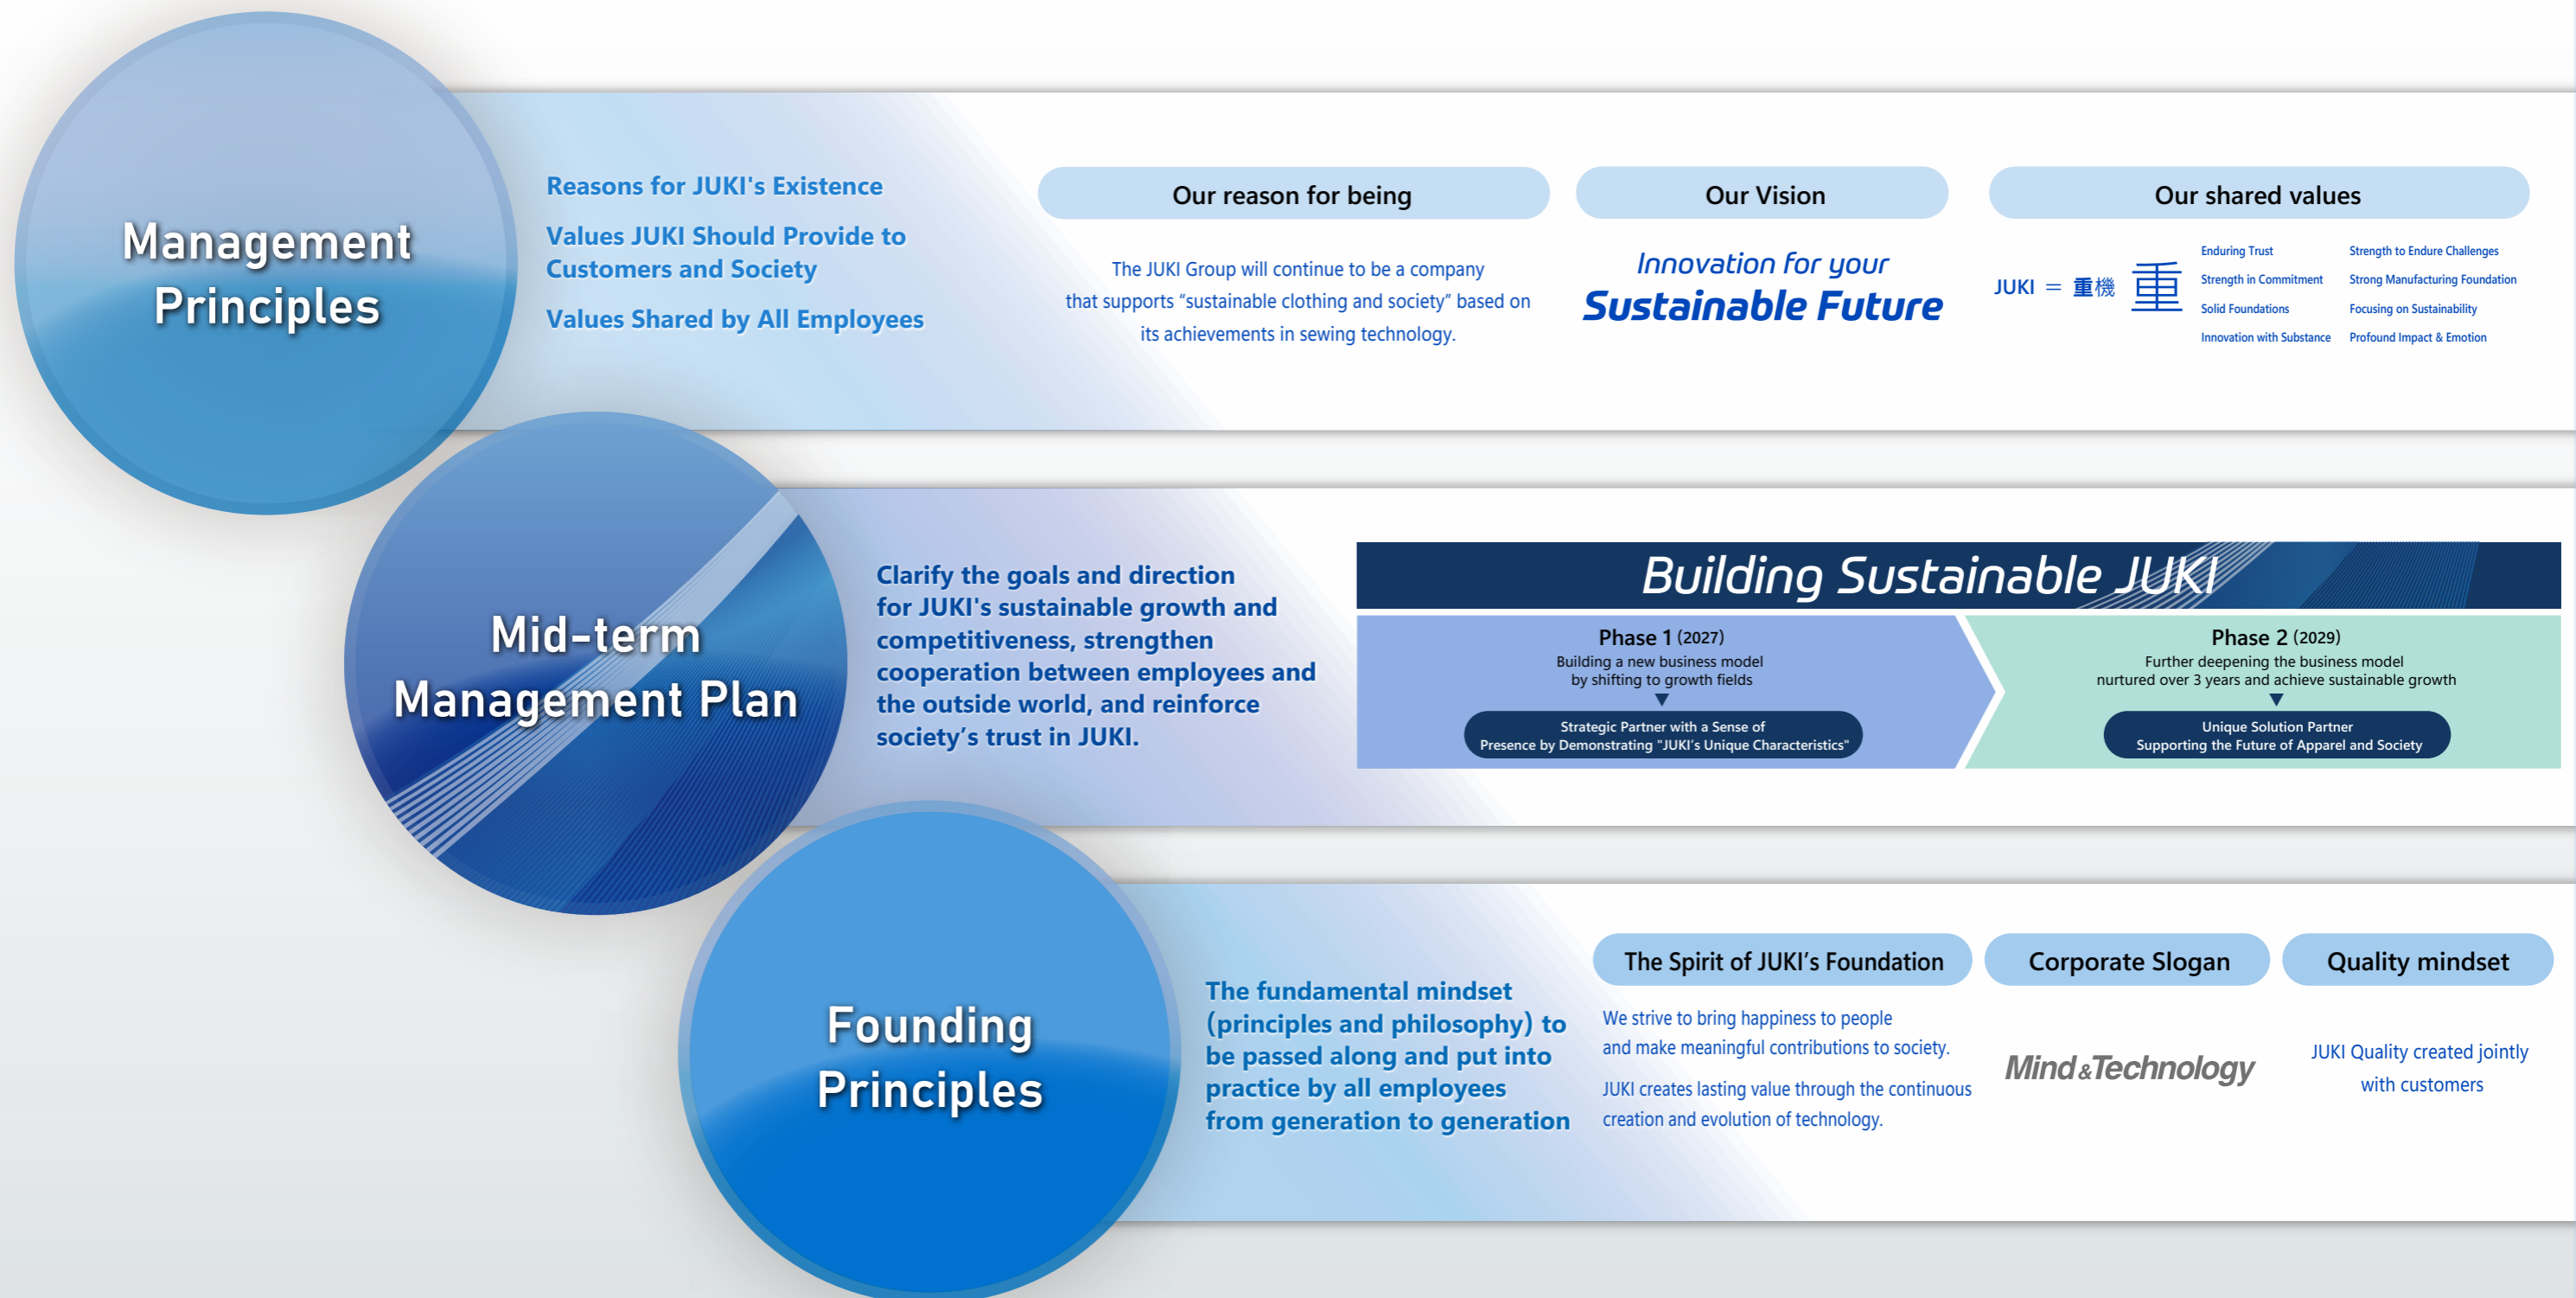 Management
Principles
Reasons for JUKI's Existence
Values JUKI Should Provide to
Customers and Society
Values Shared by All Employees
Our reason for being
The JUKI Group will continue to be a company
that supports “sustainable clothing and society” based on
its achievements in sewing technology.
Our Vision
Innovation for your
Sustainable Future
Our shared values
JUKI = 重機
重
Enduring Trust
Strength in Commitment
Solid Foundations
Innovation with Substance
Strength to Endure Challenges
Strong Manufacturing Foundation
Focusing on Sustainability
Profound Impact & Emotion
Mid-term
Management Plan
Clarify the goals and direction
for JUKI's sustainable growth and
competitiveness, strengthen
cooperation between employees and
the outside world, and reinforce
society’s trust in JUKI.
Building Sustainable JUKI
Phase 1 (2027)
Building a new business model
by shifting to growth fields
Strategic Partner with a Sense of
Presence by Demonstrating "JUKI’s Unique Characteristics"
Phase 2 (2029)
Further deepening the business model
nurtured over 3 years and achieve sustainable growth
Unique Solution Partner
Supporting the Future of Apparel and Society
Founding
Principles
The fundamental mindset
(principles and philosophy) to
be passed along and put into
practice by all employees
from generation to generation
The Spirit of JUKI’s Foundation
We strive to bring happiness to people
and make meaningful contributions to society.
JUKI creates lasting value through the continuous
creation and evolution of technology.
Corporate Slogan
Mind&Technology
Quality mindset
JUKI Quality created jointly
with customers